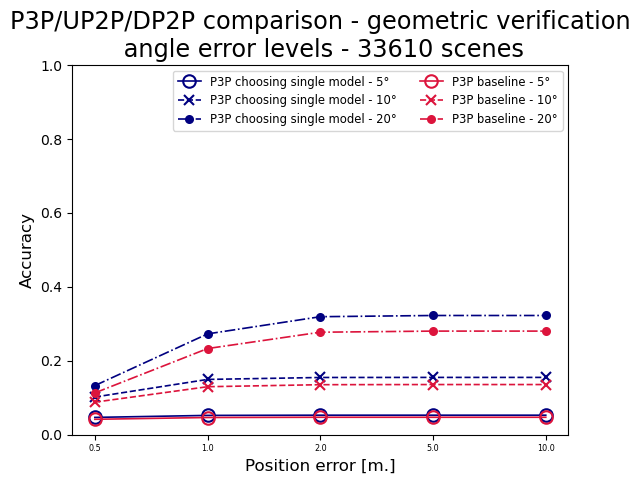 P3P/UP2P/DP2P comparison - geometric verification
angle error levels - 33610 scenes
P3P choosing single model - 5°
P3P choosing single model - 10°
P3P choosing single model - 20°
P3P baseline - 5°
P3P baseline - 10°
P3P baseline - 20°
Accuracy
1.0
0.8
0.6
0.4
0.2
0.0
0.5 1.0 2.0 5.0 10.0
Position error [m.]